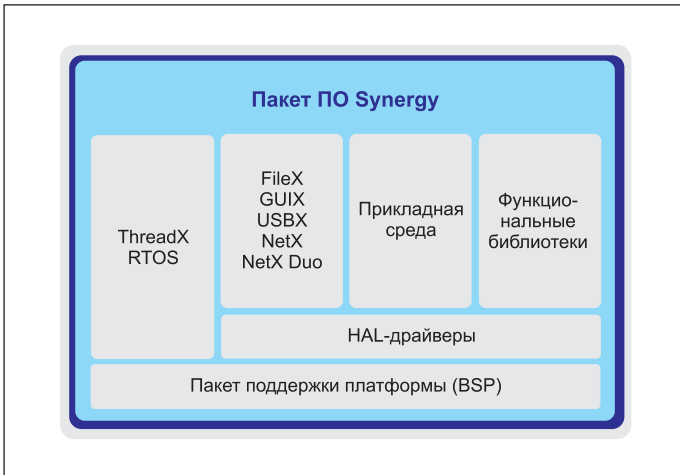 Пакет ПО Synergy
ThreadX
RTOS
FileX
GUIX
USBX
NetX
NetX Duo
Прикладная
среда
Функцио-
нальные
библиотеки
HAL-драйверы
Пакет поддержки платформы (BSP)